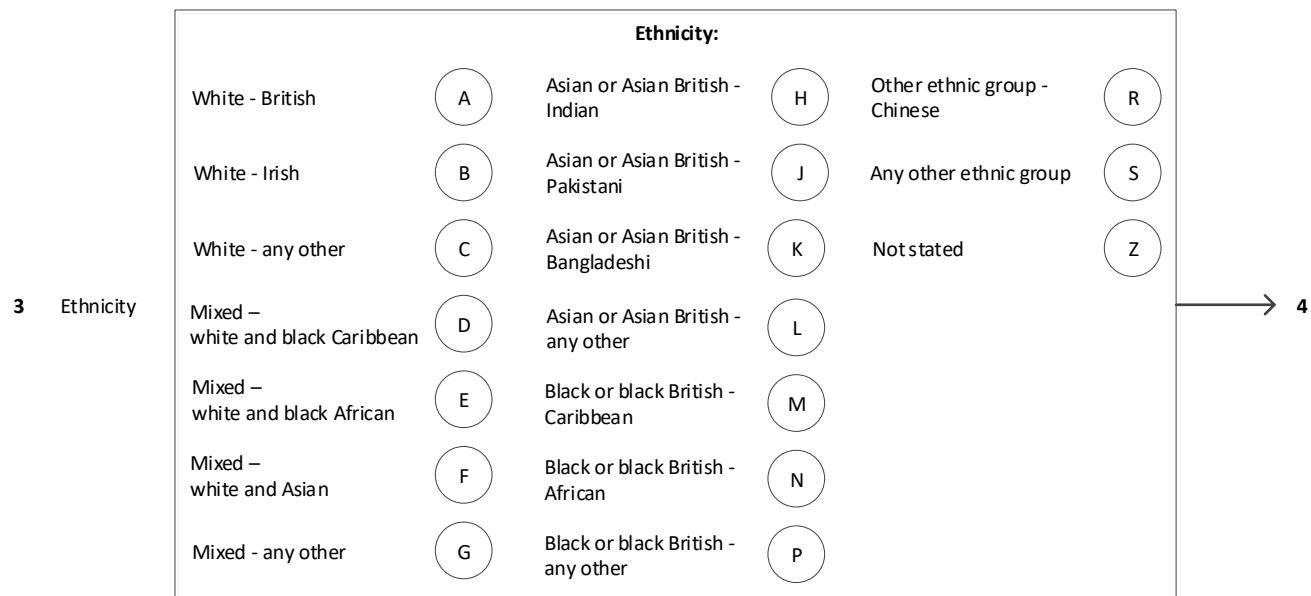 Ethnicity:
White - British
A
White - Irish
B
White - any other
C
Mixed –
white and black Caribbean
D
Mixed –
white and black African
E
Mixed –
white and Asian
F
Mixed - any other
G
Asian or Asian British -
Indian
H
Asian or Asian British -
Pakistani
J
Asian or Asian British -
Bangladeshi
K
Asian or Asian British -
any other
L
Black or black British -
Caribbean
M
Black or black British -
African
N
Black or black British -
any other
P
Other ethnic group -
Chinese
R
Any other ethnic group
S
Not stated
Z
3 Ethnicity
4